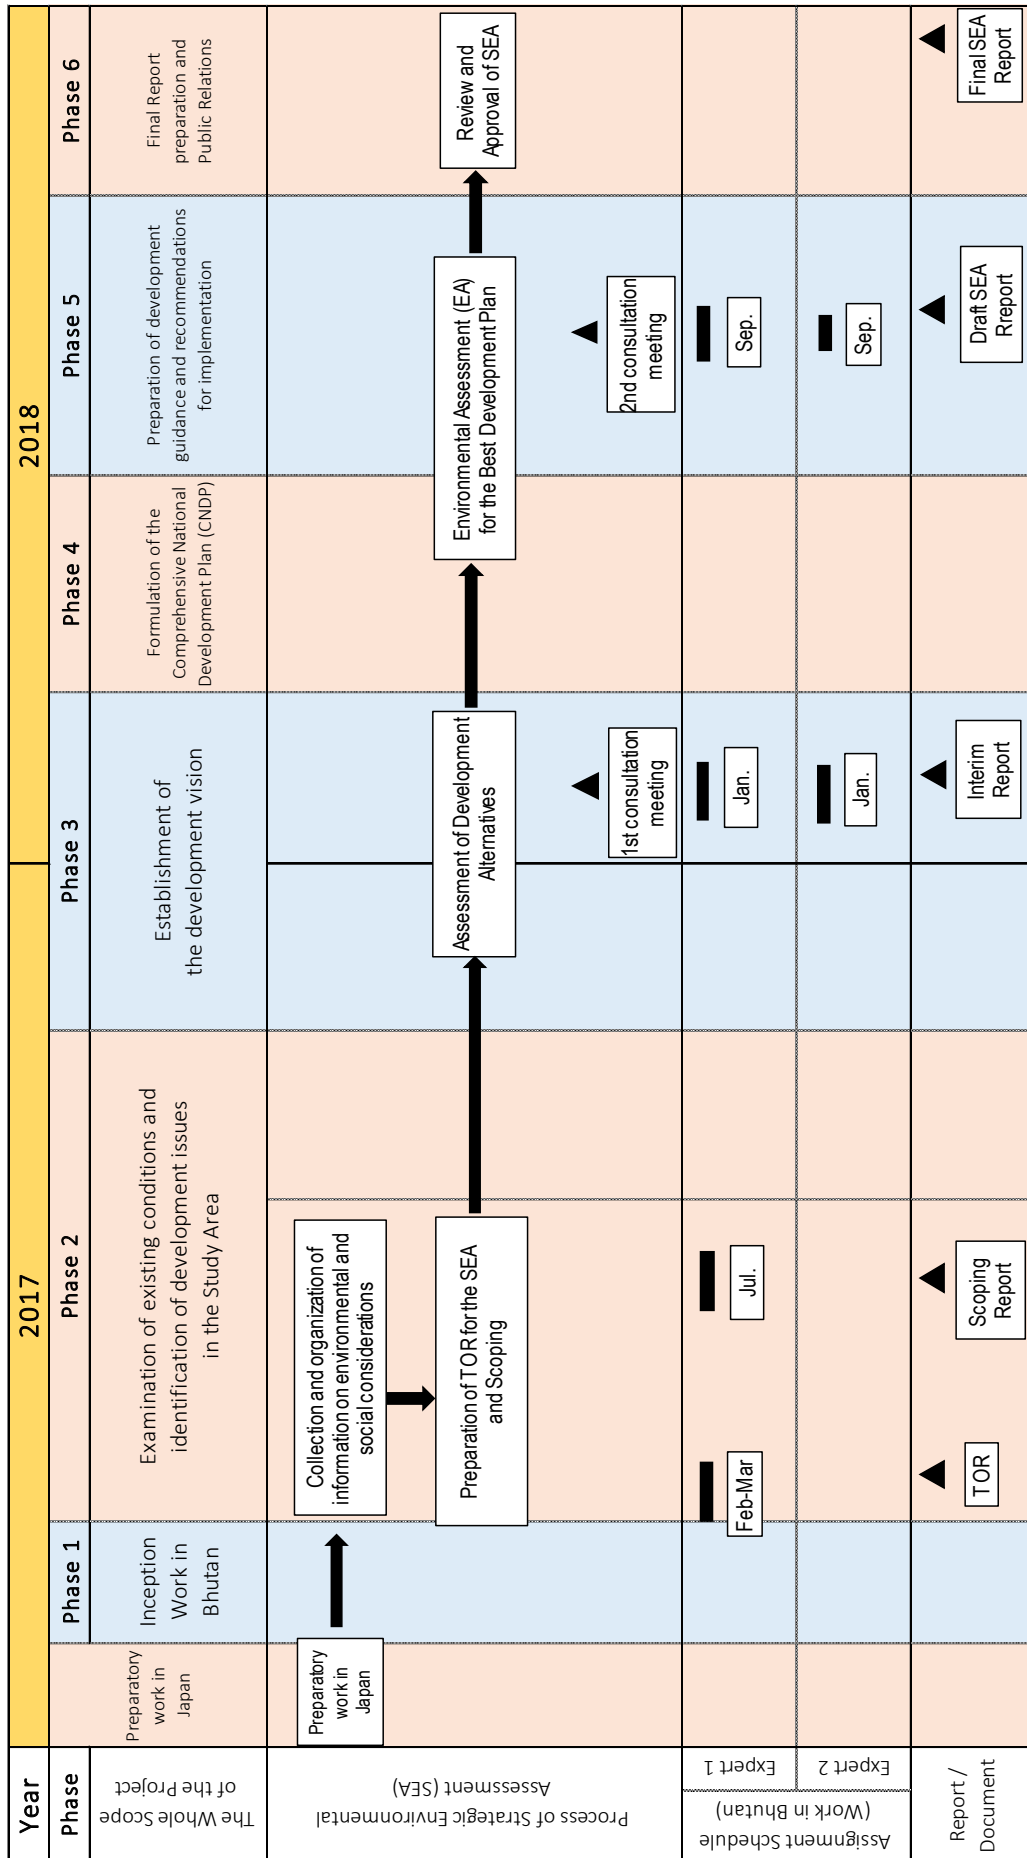 Year
2017
2018
Phase
Phase 1
Phase 2
Phase 3
Phase 4
Phase 5
Phase 6
The Whole Scope
of the Project
Preparatory
work in
Japan
Inception
Work in
Bhutan
Examination of existing conditions and
identification of development issues
in the Study Area
Establishment of
the development vision
Formulation of the
Comprehensive National
Development Plan (CNDP)
Preparation of development
guidance and recommendations
for implementation
Final Report
preparation and
Public Relations
Process of Strategic Environmental
Assessment (SEA)
Preparatory
work in
Japan
Collection and organization of
information on environmental and
social considerations
Preparation of TOR for the SEA
and Scoping
Assessment of Development
Alternatives
Environmental Assessment (EA)
for the Best Development Plan
Review and
Approval of SEA
1st consultation
meeting
2nd consultation
meeting
Assignment Schedule
(Work in Bhutan)
Expert 1
Feb-Mar
Jul.
Jan.
Sep.
Expert 2
Jan.
Sep.
Report /
Document
TOR
Scoping
Report
Interim
Report
Draft SEA
Rreport
Final SEA
Report